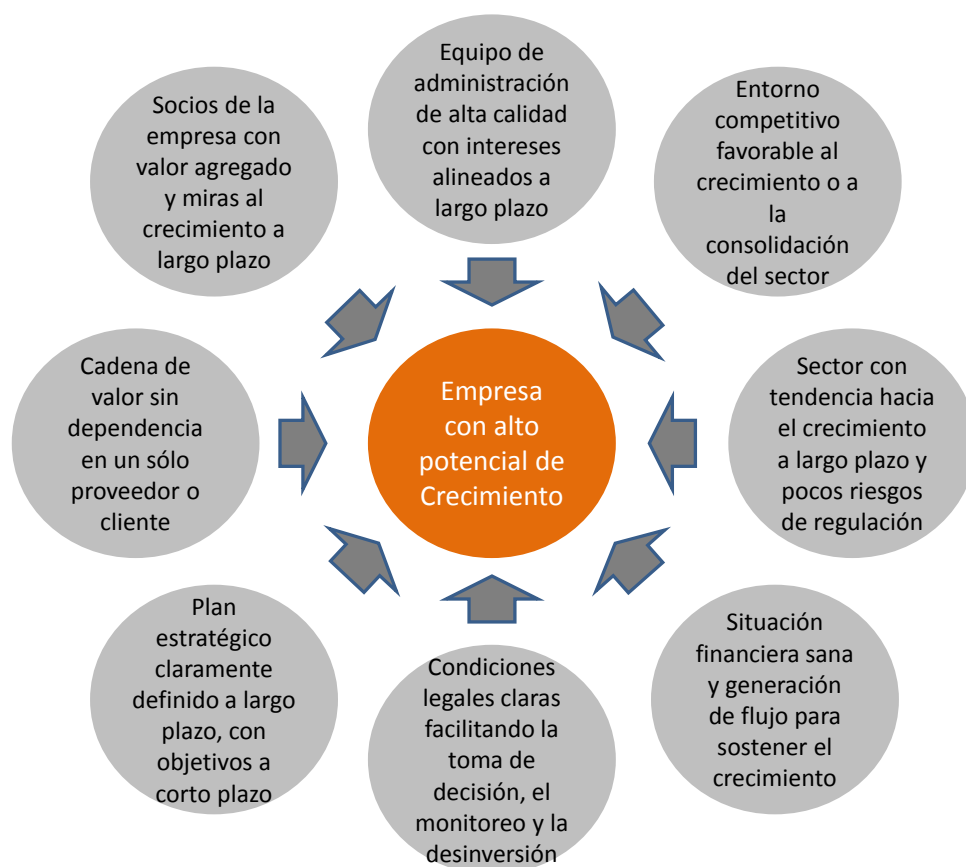 Equipo de
administración
de alta calidad
con intereses
alineados a
largo plazo
Socios de la
empresa con
valor agregado
y miras al
crecimiento a
largo plazo
Entorno
competitivo
favorable al
crecimiento o a
la
consolidación
del sector
Cadena de
valor sin
dependencia
en un sólo
proveedor o
cliente
Empresa
con alto
potencial de
Crecimiento
Sector con
tendencia hacia
el crecimiento
a largo plazo y
pocos riesgos
de regulación
Plan
estratégico
claramente
definido a largo
plazo, con
objetivos a
corto plazo
Condiciones
legales claras
facilitando la
toma de
decisión, el
monitoreo y la
desinversión
Situación
financiera sana
y generación
de flujo para
sostener el
crecimiento